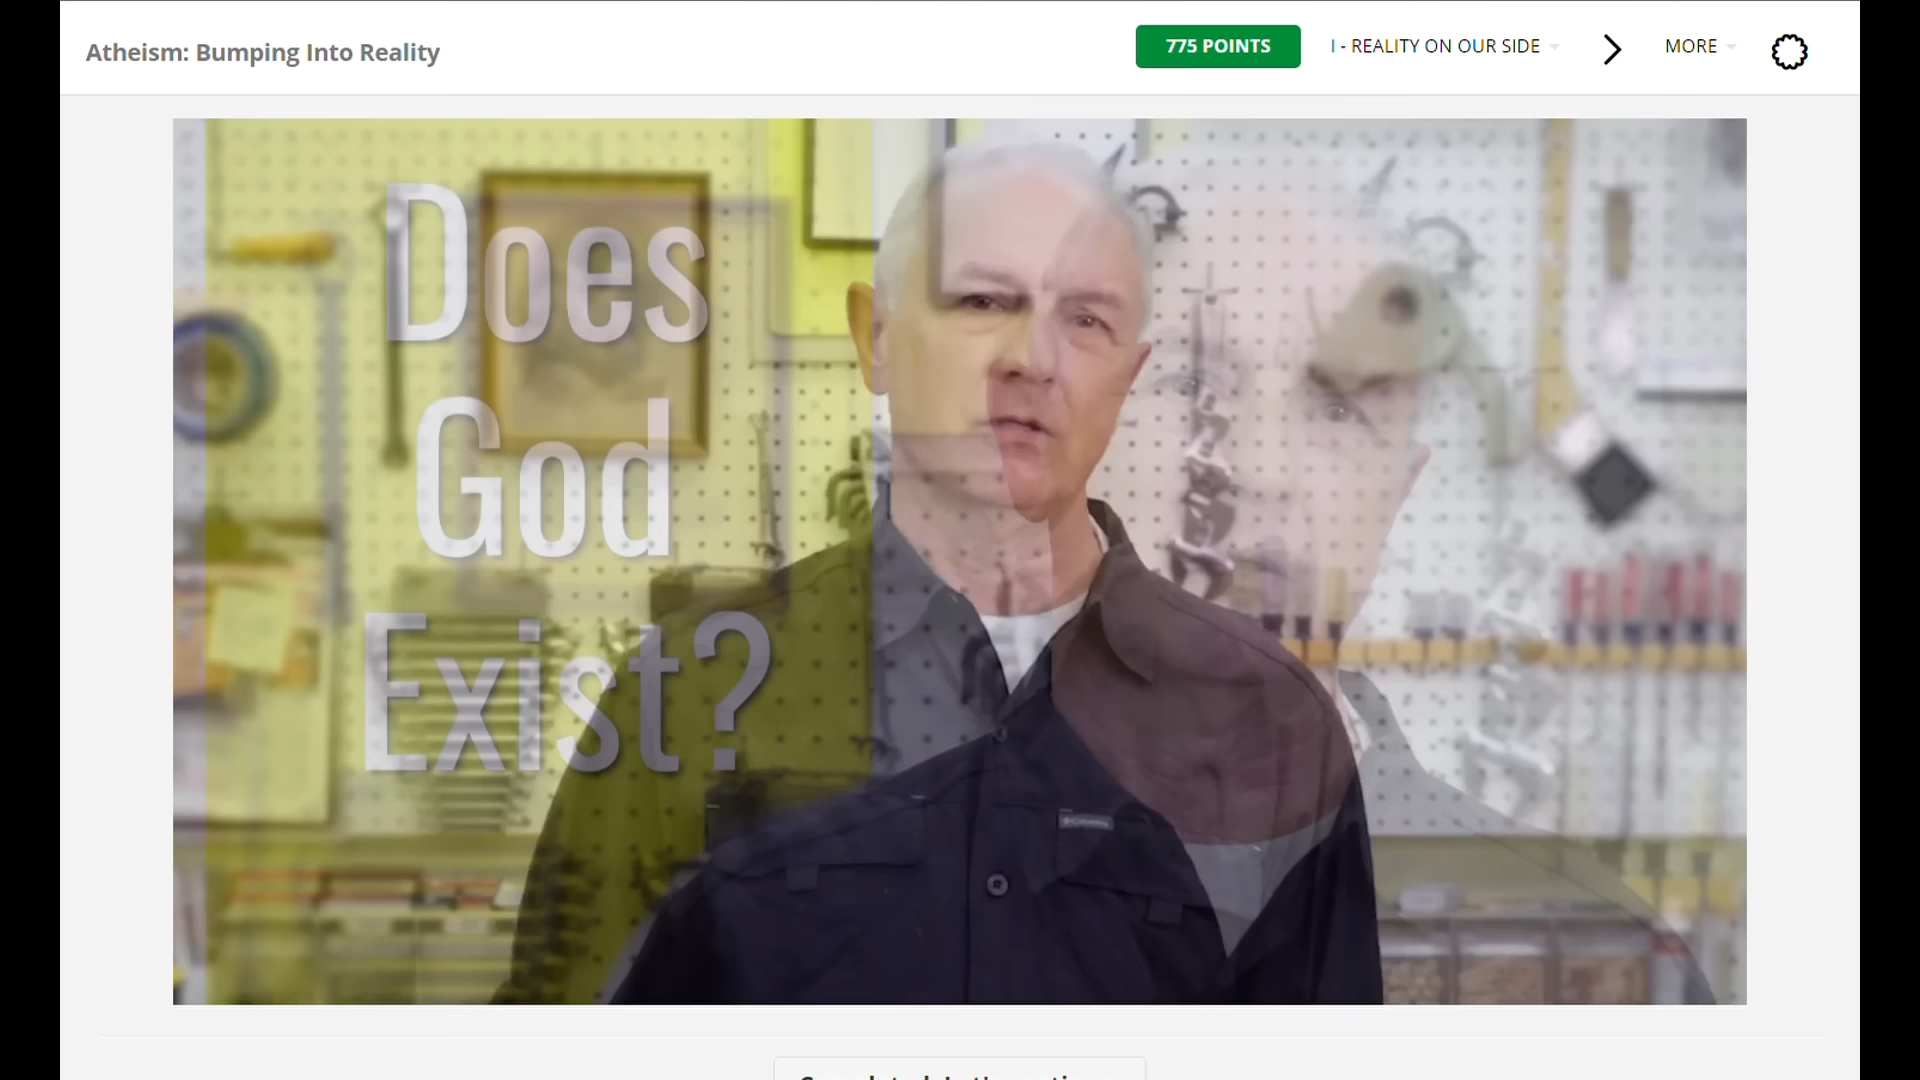 Atheism: Bumping Into Reality
775 POINTS
I - REALITY ON OUR SIDE
MORE
Does
God
Exist?